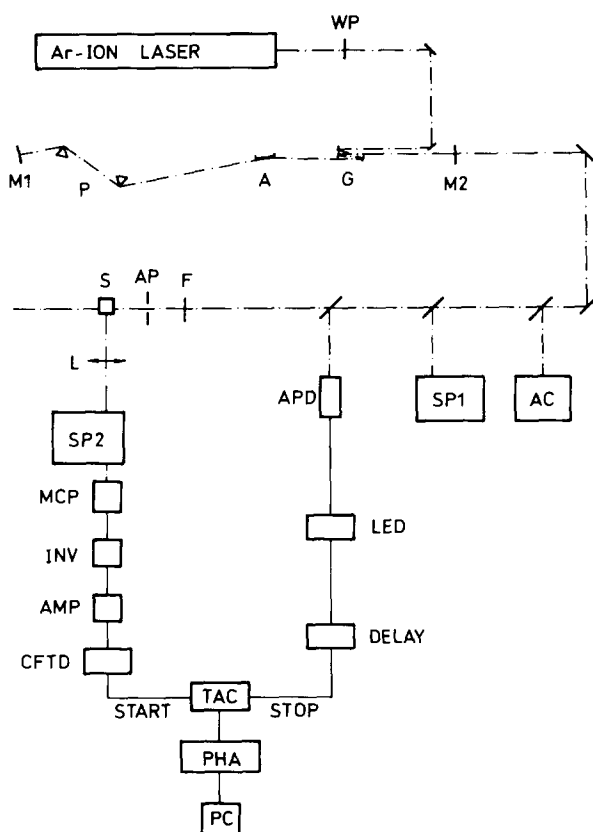 WP
Ar-ION LASER
M1
P
A
G
M2
S
AP
F
L
APD
SP1
AC
SP2
MCP
LED
INV
AMP
DELAY
CFTD
TAC
START
STOP
PHA
PC